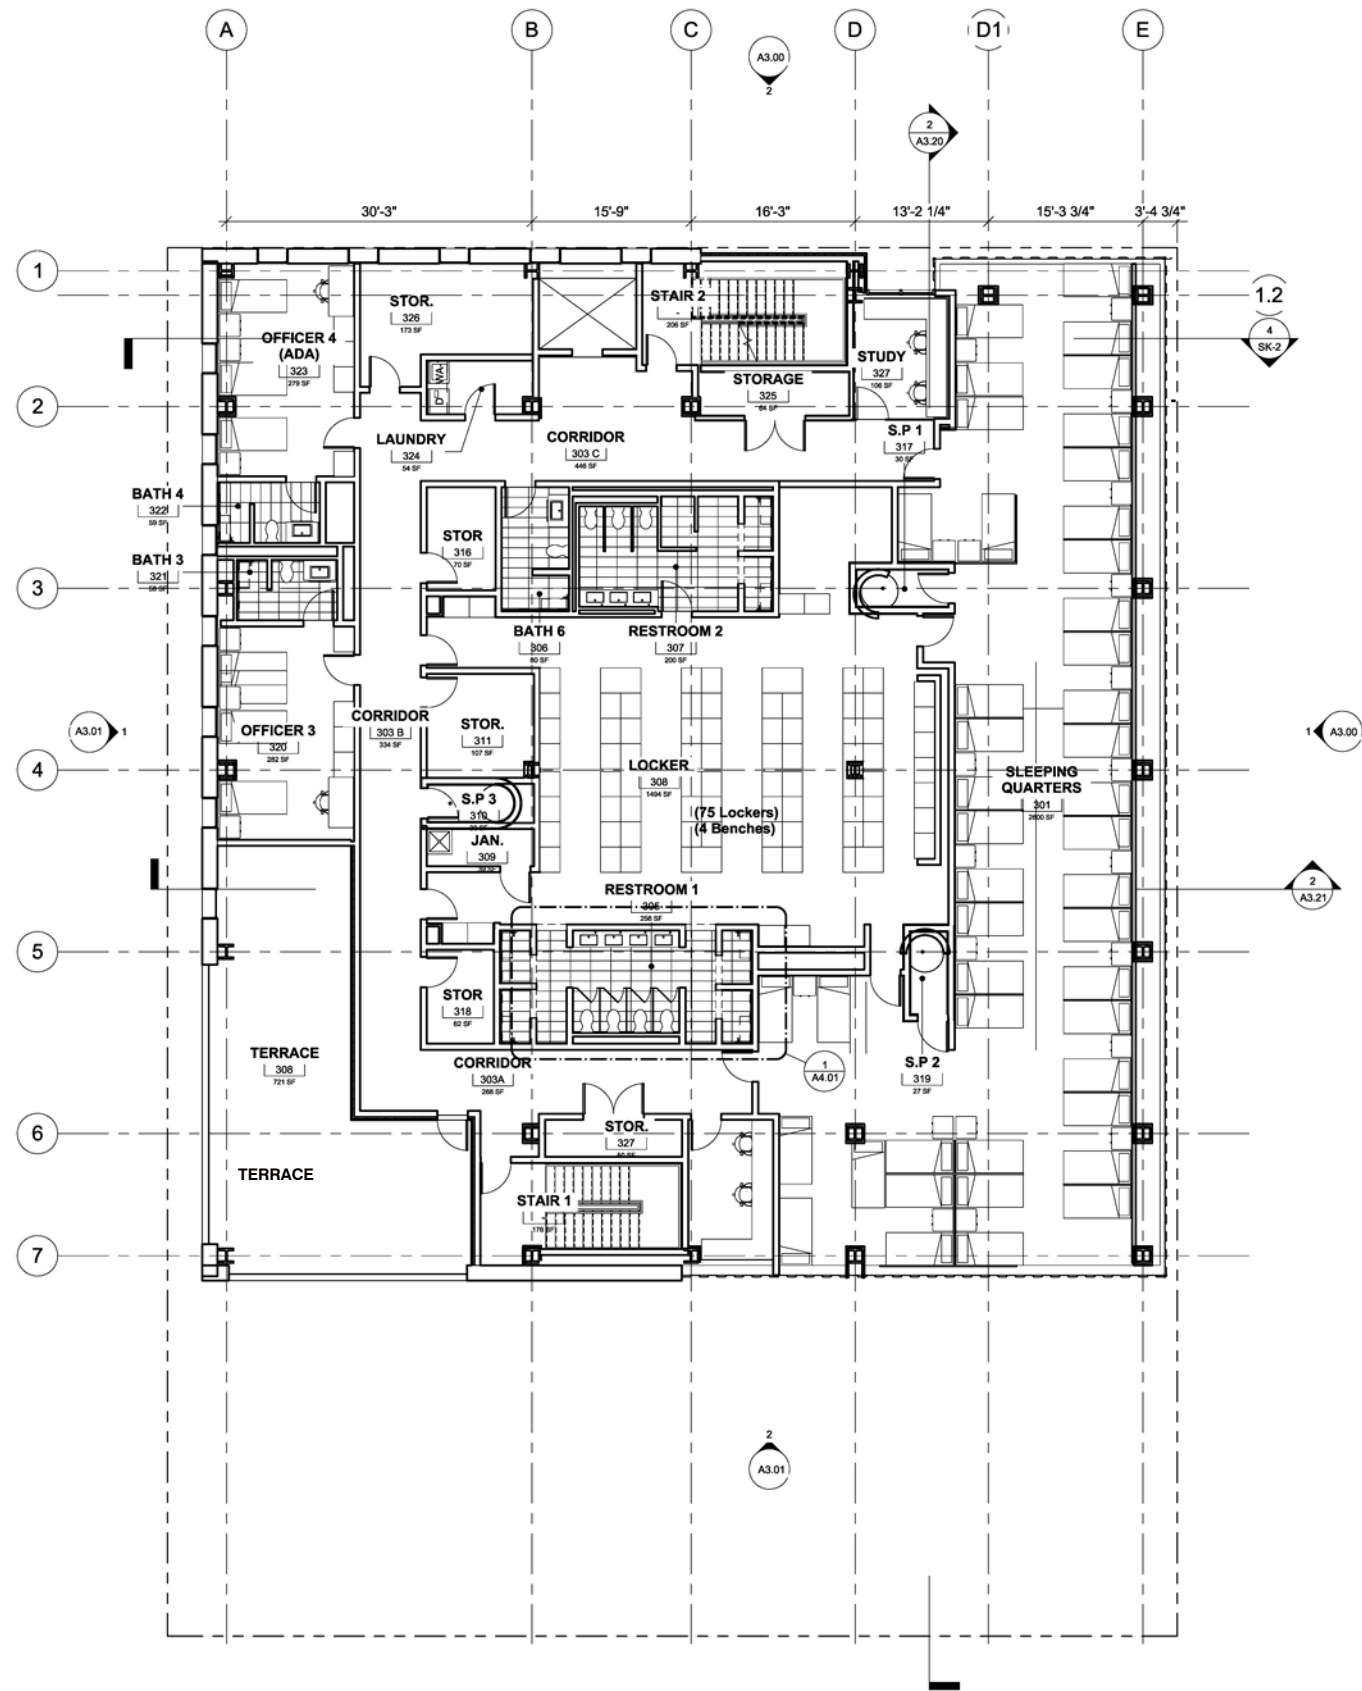 A
B
C
D
D1
E
A3.00
2
2
A3.20
30'-3"
15'-9"
16'-3"
13'-2 1/4"
15'-3 3/4"
3'-4 3/4"
1
1.2
4
SK-2
STOR.
326
173 SF
STAIR 2
-
206 SF
OFFICER 4
(ADA)
323
279 SF
STUDY
327
106 SF
STORAGE
325
64 SF
2
LAUNDRY
324
54 SF
CORRIDOR
303 C
446 SF
S.P 1
317
30 SF
BATH 4
322
59 SF
STOR
316
70 SF
BATH 3
321
58 SF
3
BATH 6
306
80 SF
RESTROOM 2
307
200 SF
A3.01
1
OFFICER 3
320
282 SF
CORRIDOR
303 B
334 SF
STOR.
311
107 SF
1
A3.00
4
LOCKER
308
1494 SF
SLEEPING
QUARTERS
301
2600 SF
S.P 3
310
(75 Lockers)
(4 Benches)
JAN.
309
2
A3.21
RESTROOM 1
305
256 SF
5
STOR
318
62 SF
TERRACE
308
721 SF
CORRIDOR
303A
268 SF
1
A4.01
S.P 2
319
27 SF
6
STOR.
327
TERRACE
STAIR 1
176 SF
7
2
A3.01